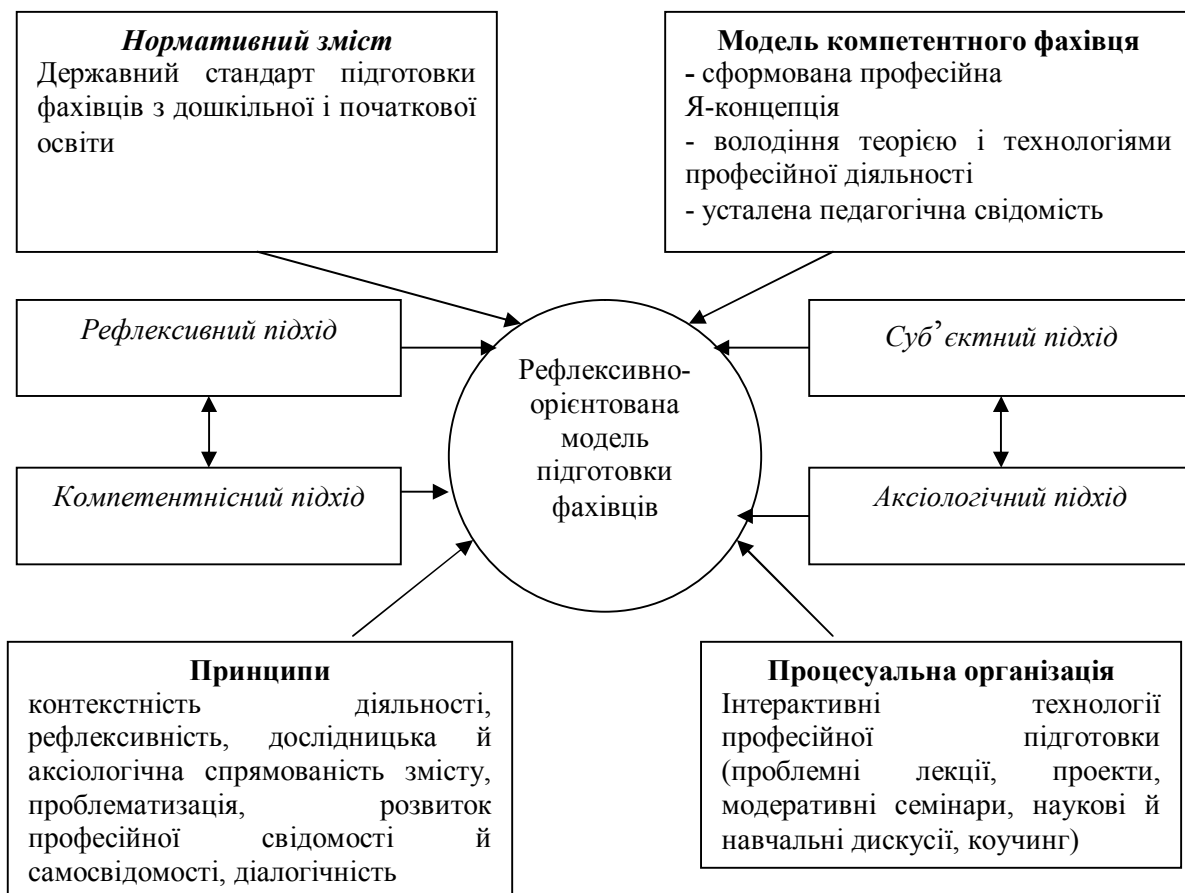 Нормативний зміст
Державний стандарт підготовки
фахівців з дошкільної і початкової
освіти
Модель компетентного фахівця
- сформована професійна
Я-концепція
- володіння теорією і технологіями
професійної діяльності
- усталена педагогічна свідомість
Рефлексивний підхід
Суб’єктний підхід
Рефлексивно-
орієнтована
модель
підготовки
фахівців
Компетентнісний підхід
Аксіологічний підхід
Принципи
контекстність діяльності,
рефлексивність, дослідницька й
аксіологічна спрямованість змісту,
проблематизація, розвиток
професійної свідомості й
самосвідомості, діалогічність
Процесуальна організація
Інтерактивні технології
професійної підготовки
(проблемні лекції, проекти,
модеративні семінари, наукові й
навчальні дискусії, коучинг)